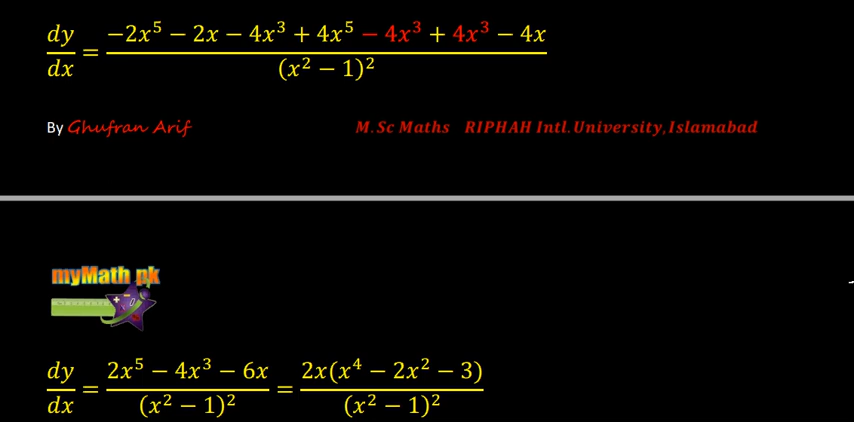 dy/dx = (−2x⁵ − 2x − 4x³ + 4x⁵ − 4x³ + 4x³ − 4x)/(x² − 1)²
By Ghufran Arif M.Sc Maths RIPHAH Intl.University,Islamabad
myMath.pk
dy/dx = (2x⁵ − 4x³ − 6x)/(x² − 1)² = 2x(x⁴ − 2x² − 3)/(x² − 1)²